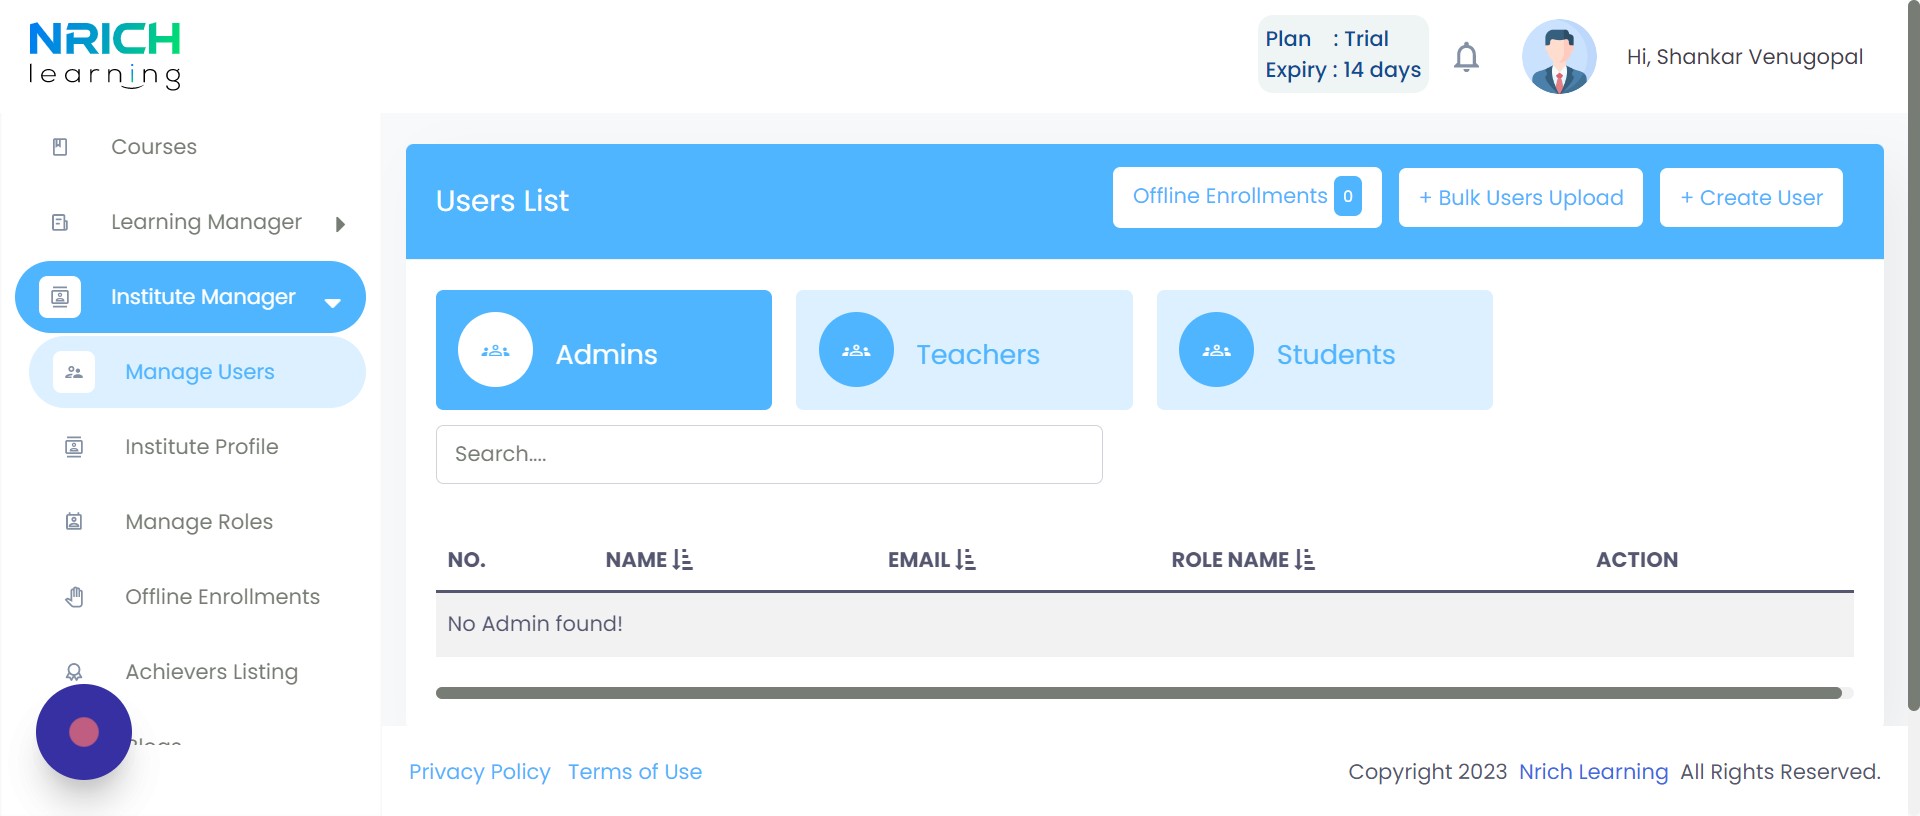 NRICH
learning
Plan : Trial
Expiry : 14 days
Hi, Shankar Venugopal
Courses
Learning Manager
Institute Manager
Manage Users
Institute Profile
Manage Roles
Offline Enrollments
Achievers Listing
Users List
Offline Enrollments 0
+ Bulk Users Upload
+ Create User
Admins
Teachers
Students
Search....
NO. NAME EMAIL ROLE NAME ACTION
No Admin found!
Privacy Policy Terms of Use
Copyright 2023 Nrich Learning All Rights Reserved.